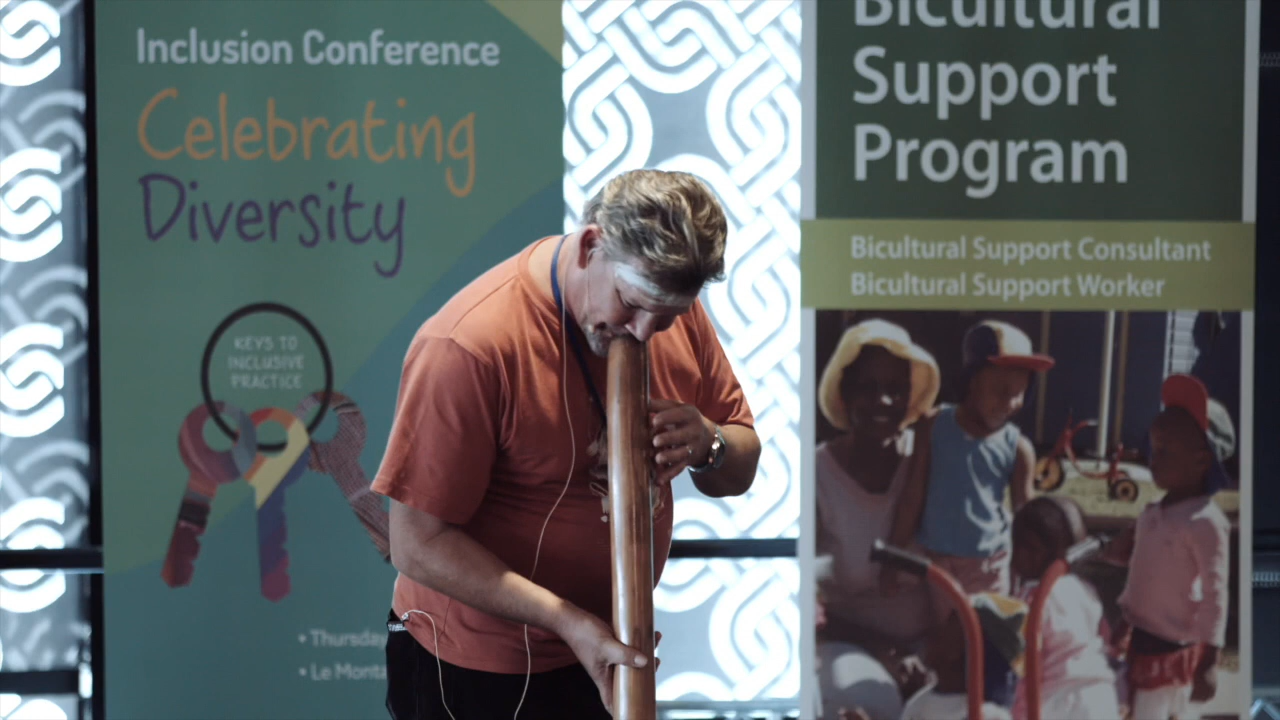 Inclusion Conference
Celebrating
Diversity
KEYS TO
INCLUSIVE
PRACTICE
• Thursday
• Le Monta
Bicultural
Support
Program
Bicultural Support Consultant
Bicultural Support Worker